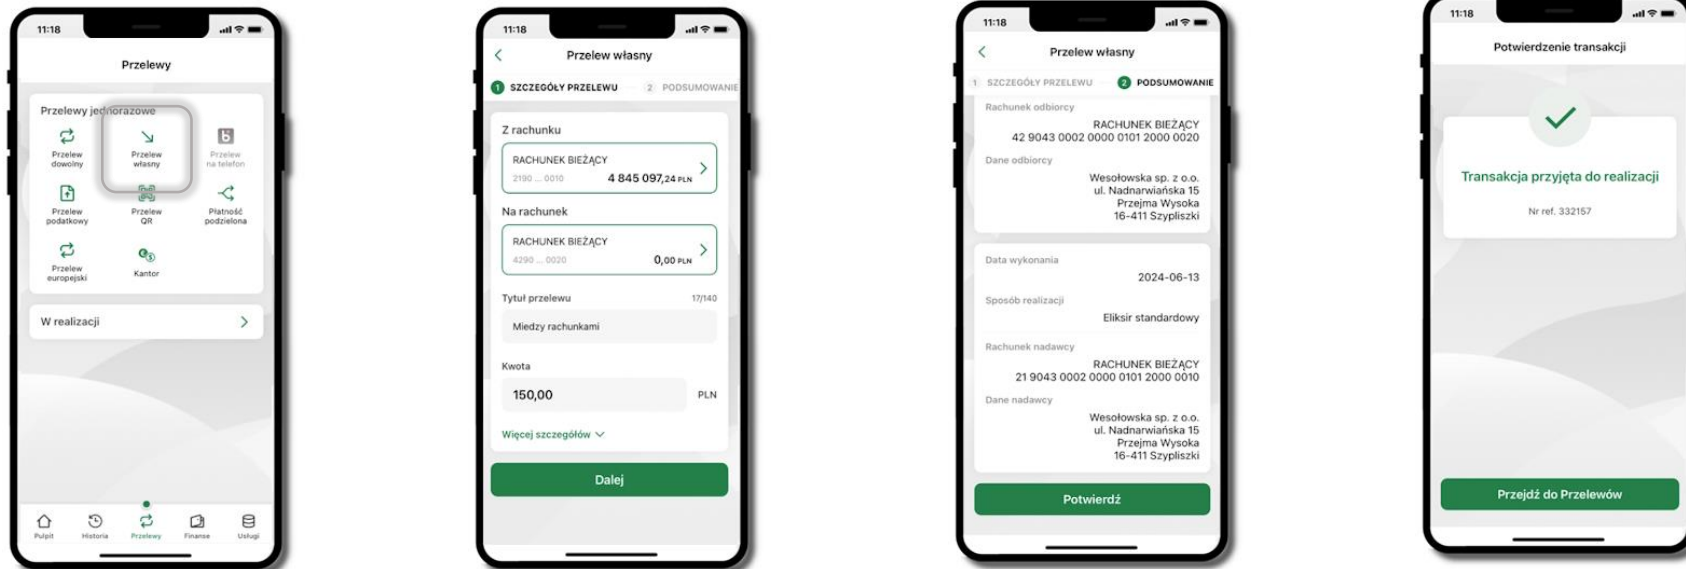 11:18
Przelewy
Przelewy jednorazowe
Przelew
dowolny
Przelew
własny
Przelew
na telefon
Przelew
podatkowy
Przelew
QR
Płatność
podzielona
Przelew
europejski
Kantor
W realizacji
Pulpit
Historia
Przelewy
Finanse
Usługi
11:18
Przelew własny
1 SZCZEGÓŁY PRZELEWU
2 PODSUMOWANIE
Z rachunku
RACHUNEK BIEŻĄCY
2190 ... 0010 4 845 097,24 PLN
Na rachunek
RACHUNEK BIEŻĄCY
4290 ... 0020 0,00 PLN
Tytuł przelewu 17/140
Miedzy rachunkami
Kwota
150,00 PLN
Więcej szczegółów
Dalej
11:18
Przelew własny
1 SZCZEGÓŁY PRZELEWU
2 PODSUMOWANIE
Rachunek odbiorcy
RACHUNEK BIEŻĄCY
42 9043 0002 0000 0101 2000 0020
Dane odbiorcy
Wesołowska sp. z o.o.
ul. Nadnarwiańska 15
Przejma Wysoka
16-411 Szypliszki
Data wykonania
2024-06-13
Sposób realizacji
Eliksir standardowy
Rachunek nadawcy
RACHUNEK BIEŻĄCY
21 9043 0002 0000 0101 2000 0010
Dane nadawcy
Wesołowska sp. z o.o.
ul. Nadnarwiańska 15
Przejma Wysoka
16-411 Szypliszki
Potwierdź
11:18
Potwierdzenie transakcji
Transakcja przyjęta do realizacji
Nr ref. 332157
Przejdź do Przelewów